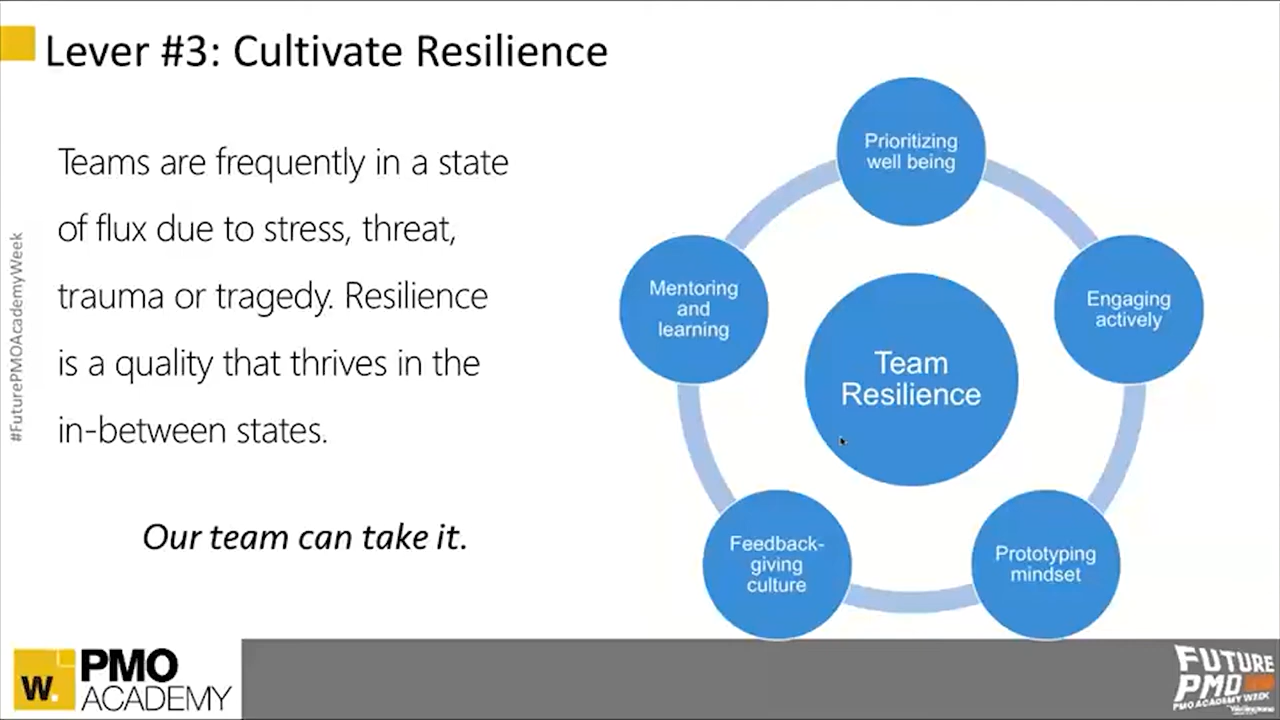 Lever #3: Cultivate Resilience
Teams are frequently in a state
of flux due to stress, threat,
trauma or tragedy. Resilience
is a quality that thrives in the
in-between states.
Our team can take it.
#FuturePMOAcademyWeek
Prioritizing
well being
Engaging
actively
Prototyping
mindset
Feedback-
giving
culture
Mentoring
and
learning
Team
Resilience
w.
PMO
ACADEMY
FUTURE
PMO
PMO ACADEMY WEEK